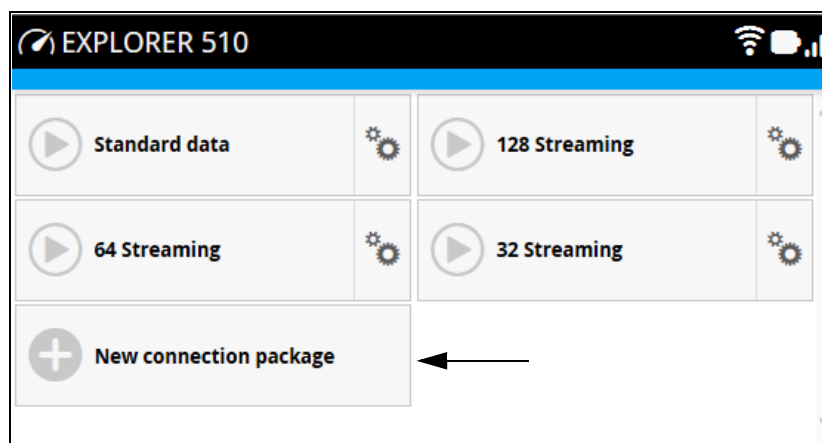 EXPLORER 510
Standard data
128 Streaming
64 Streaming
32 Streaming
New connection package